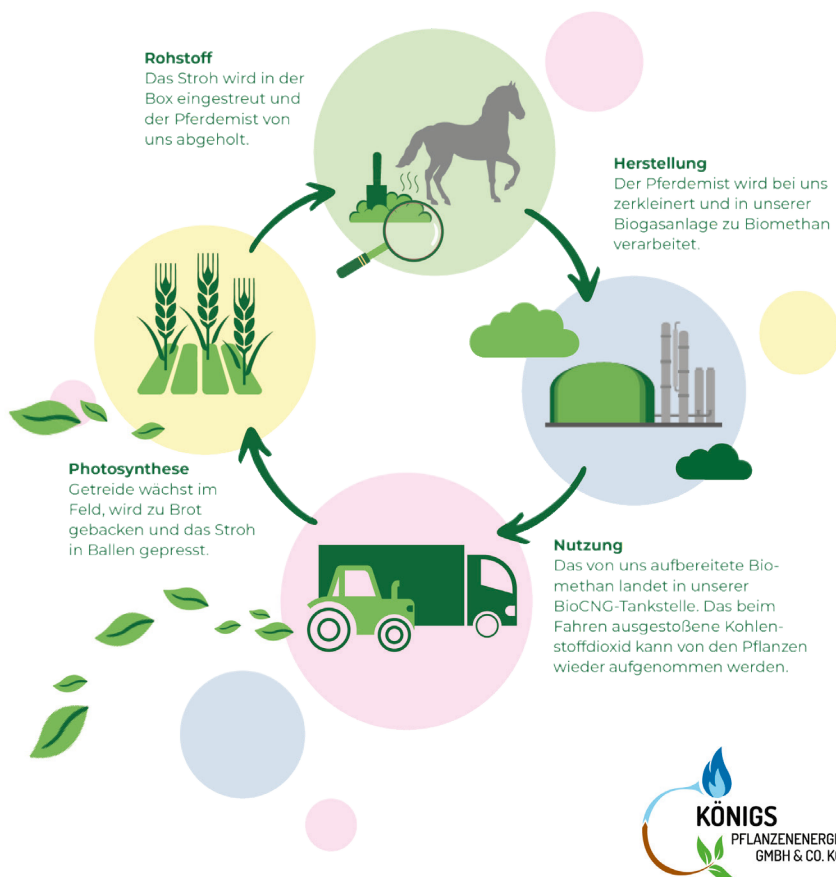 Rohstoff
Das Stroh wird in der
Box eingestreut und
der Pferdemist von
uns abgeholt.
Herstellung
Der Pferdemist wird bei uns
zerkleinert und in unserer
Biogasanlage zu Biomethan
verarbeitet.
Photosynthese
Getreide wächst im
Feld, wird zu Brot
gebacken und das Stroh
in Ballen gepresst.
Nutzung
Das von uns aufbereitete Bio-
methan landet in unserer
BioCNG-Tankstelle. Das beim
Fahren ausgestoßene Kohlen-
stoffdioxid kann von den Pflanzen
wieder aufgenommen werden.
KÖNIGS
PFLANZENENERG
GMBH & CO. K